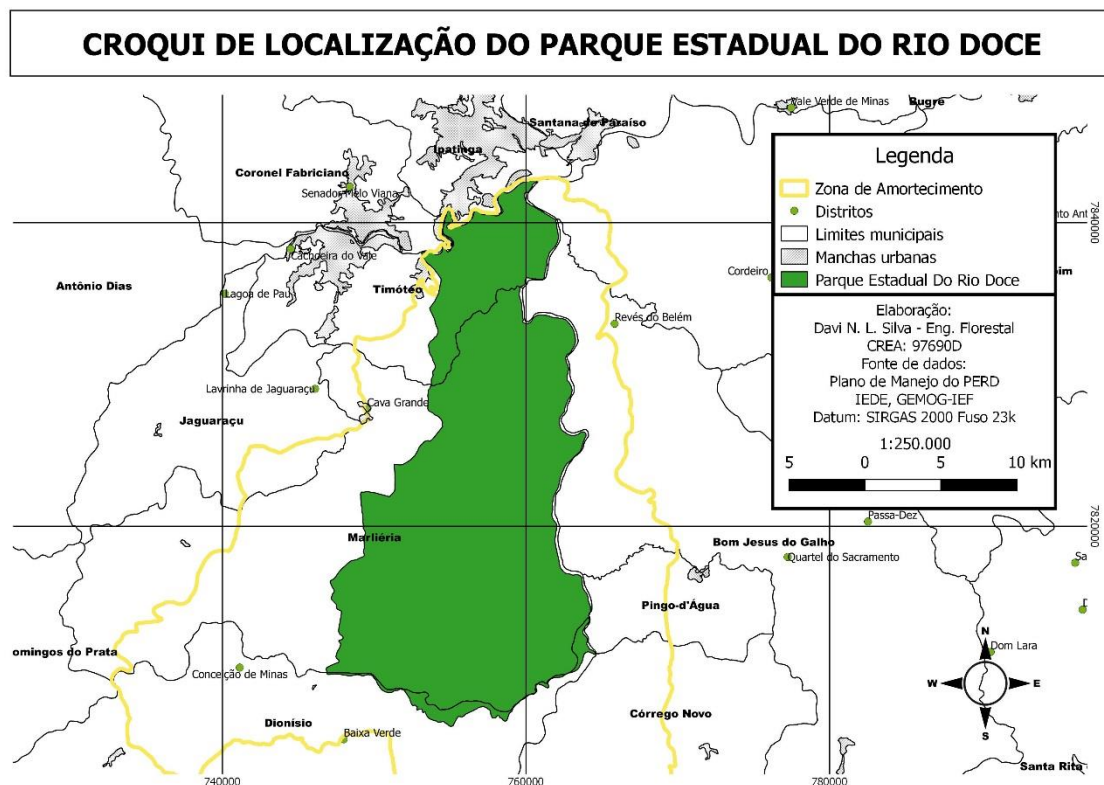 CROQUI DE LOCALIZAÇÃO DO PARQUE ESTADUAL DO RIO DOCE
Vale Verde de Minas
Bugre
Santana do Paraíso
Ipatinga
Coronel Fabriciano
Senador Melo Viana
Cachoeira do Vale
Antônio Dias
Lagoa de Pau
Timóteo
Cordeiro
Revés do Belém
Lavrinha de Jaguaraçu
Cava Grande
Jaguaraçu
Legenda
Zona de Amortecimento
Distritos
Limites municipais
Manchas urbanas
Parque Estadual Do Rio Doce
Elaboração:
Davi N. L. Silva - Eng. Florestal
CREA: 97690D
Fonte de dados:
Plano de Manejo do PERD
IEDE, GEMOG-IEF
Datum: SIRGAS 2000 Fuso 23k
1:250.000
5 0 5 10 km
nto Ant
im
7840000
Passa-Dez
7820000
Marliéria
Bom Jesus do Galho
Quartel do Sacramento
Sa
Pingo-d'Água
omingos do Prata
Conceição de Minas
Dom Lara
N
W E
S
Dionísio
Córrego Novo
Baixa Verde
Santa Rita
740000 760000 780000